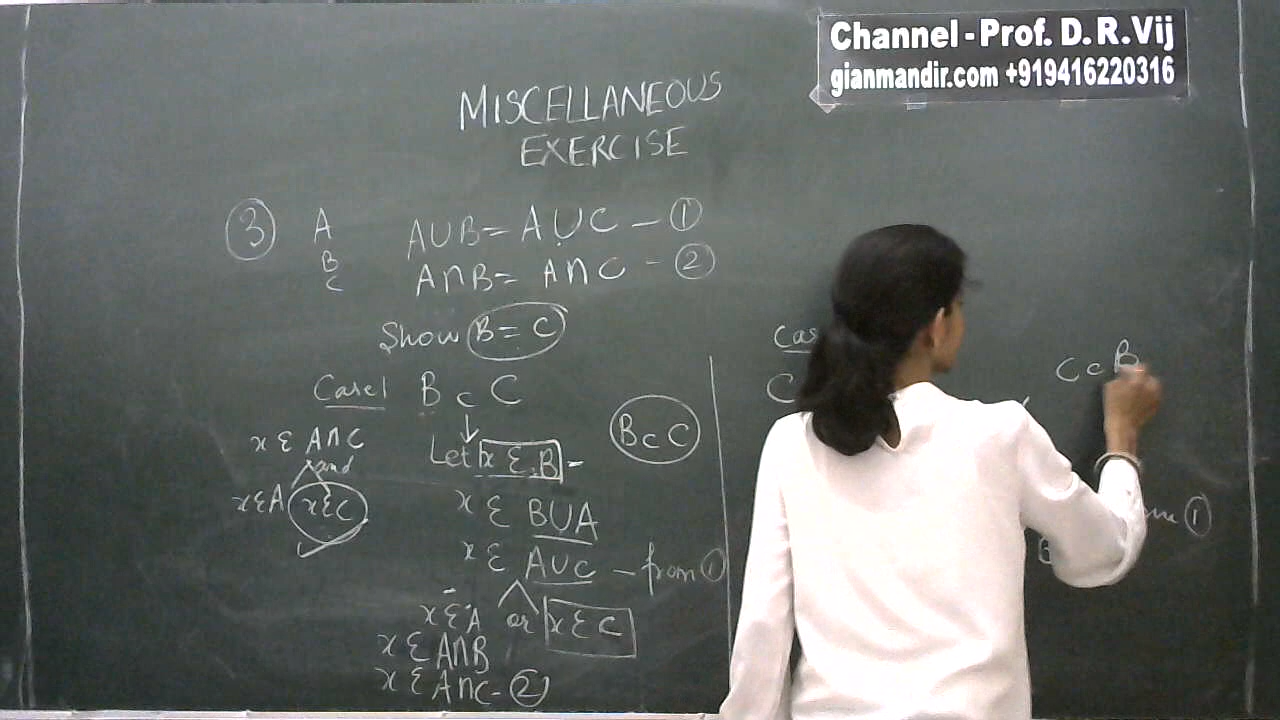 Channel - Prof. D. R. Vij
gianmandir.com +919416220316
MISCELLANEOUS
EXERCISE
③ A A∪B= A∪C – ①
B
C A∩B= A∩C - ②
Show B = C
Case1 B ⊂ C
x ε A∩C
and
x ε A x ε C
Let x ε B -
x ε B∪A
x ε A∪C - from ①
x ε A or x ε C
x ε A∩B
x ε A∩C - ②
B ⊂ C
C
C ⊂ B
①